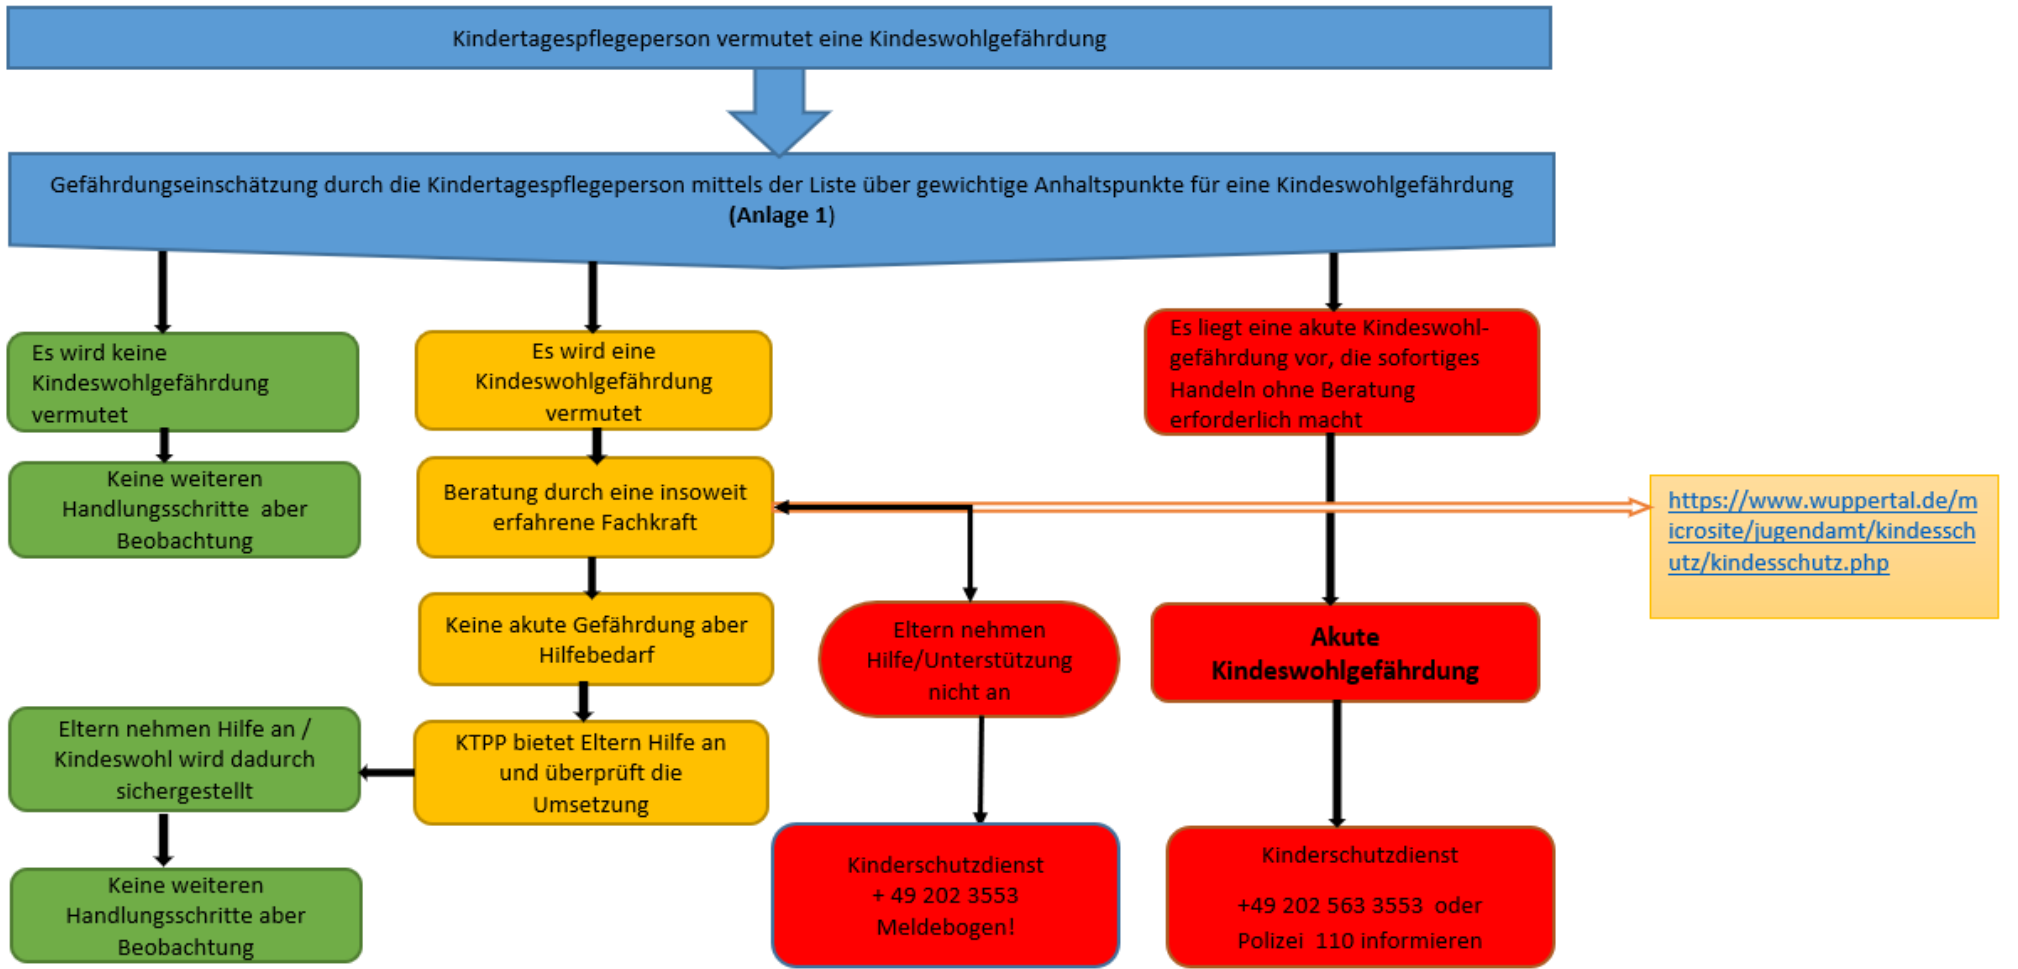 Kindertagespflegeperson vermutet eine Kindeswohlgefährdung
Gefährdungseinschätzung durch die Kindertagespflegeperson mittels der Liste über gewichtige Anhaltspunkte für eine Kindeswohlgefährdung
(Anlage 1)
Es wird keine
Kindeswohlgefährdung
vermutet
Keine weiteren
Handlungsschritte aber
Beobachtung
Es wird eine
Kindeswohlgefährdung
vermutet
Beratung durch eine insoweit
erfahrene Fachkraft
Keine akute Gefährdung aber
Hilfebedarf
KTPP bietet Eltern Hilfe an
und überprüft die
Umsetzung
Eltern nehmen Hilfe an /
Kindeswohl wird dadurch
sichergestellt
Keine weiteren
Handlungsschritte aber
Beobachtung
Eltern nehmen
Hilfe/Unterstützung
nicht an
Kinderschutzdienst
+ 49 202 3553
Meldebogen!
Es liegt eine akute Kindeswohl-
gefährdung vor, die sofortiges
Handeln ohne Beratung
erforderlich macht
Akute
Kindeswohlgefährdung
Kinderschutzdienst
+49 202 563 3553 oder
Polizei 110 informieren
https://www.wuppertal.de/m
icrosite/jugendamt/kindessch
utz/kindesschutz.php